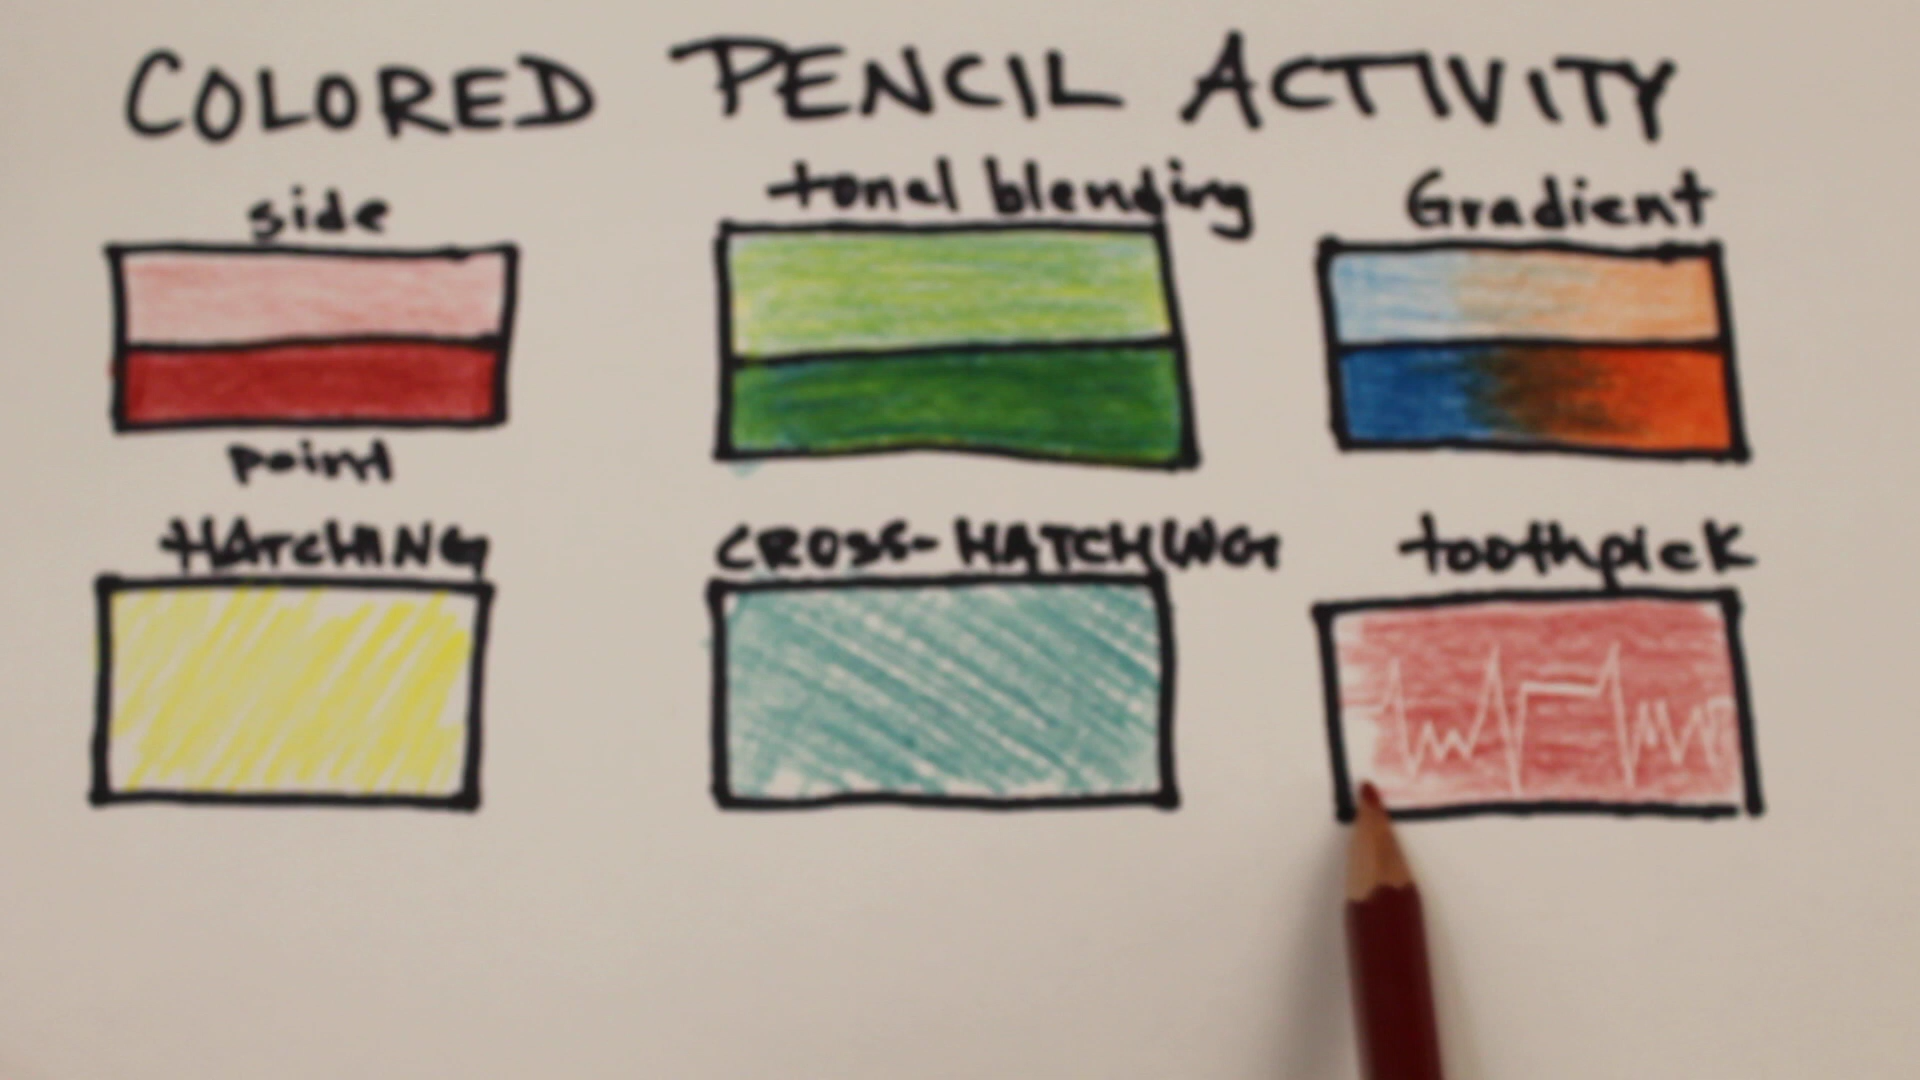 COLORED PENCIL ACTIVITY
side
tonal blending
Gradient
point
HATCHING
CROSS-HATCHING
toothpick